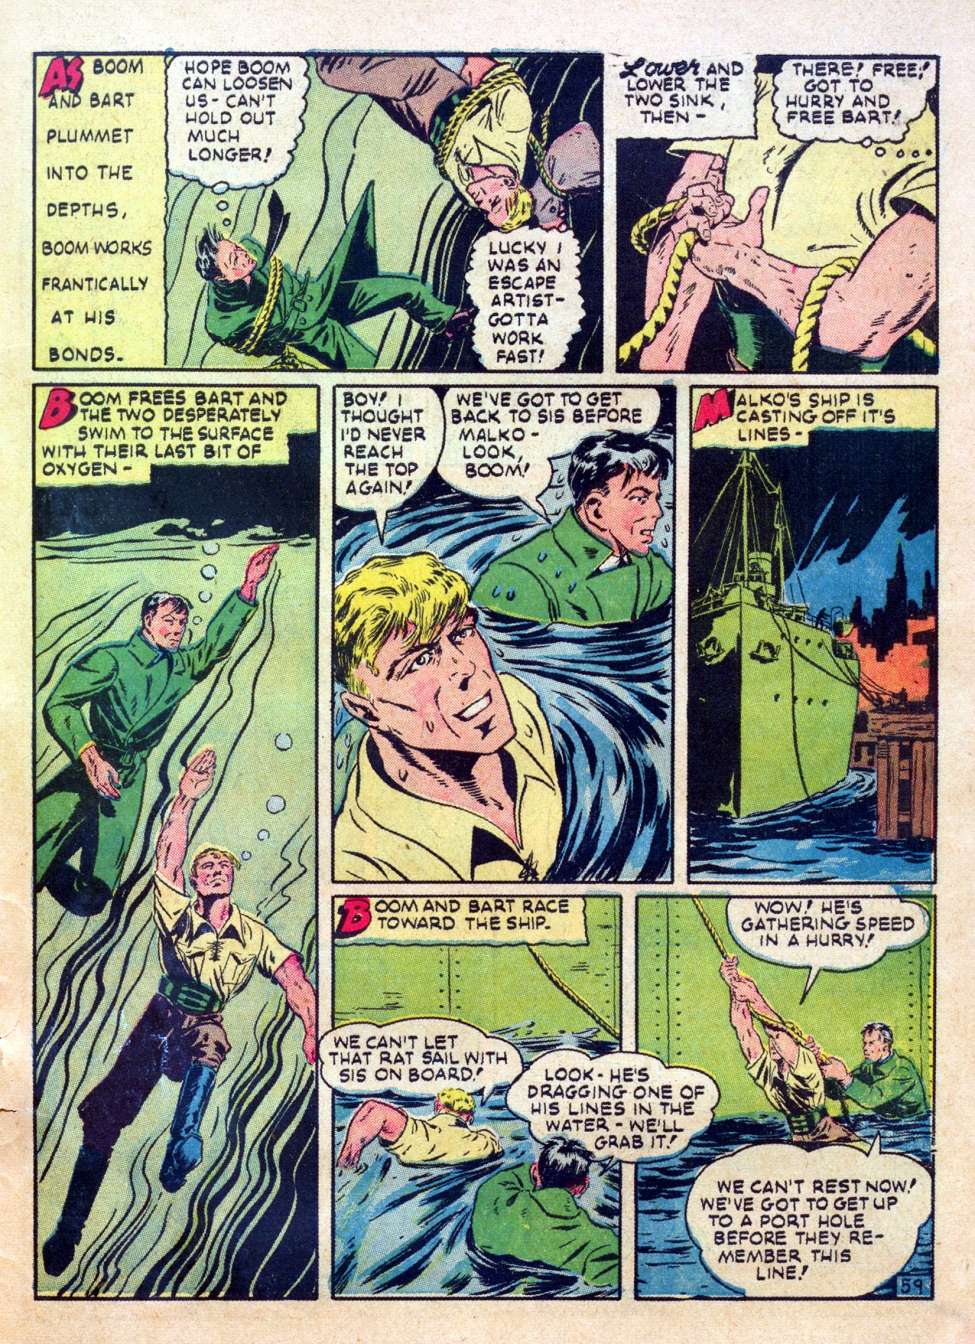 AS BOOM
AND BART
PLUMMET
INTO THE
DEPTHS,
BOOM WORKS
FRANTICALLY
AT HIS
BONDS-
HOPE BOOM
CAN LOOSEN
US - CAN'T
HOLD OUT
MUCH
LONGER!
LUCKY I
WAS AN
ESCAPE
ARTIST-
GOTTA
WORK
FAST!
LOWER AND
LOWER THE
TWO SINK,
THEN -
THERE! FREE!
GOT TO
HURRY AND
FREE BART!
BOOM FREES BART AND
THE TWO DESPERATELY
SWIM TO THE SURFACE
WITH THEIR LAST BIT OF
OXYGEN -
BOY! I
THOUGHT
I'D NEVER
REACH
THE TOP
AGAIN!
WE'VE GOT TO GET
BACK TO SIS BEFORE
MALKO -
LOOK,
BOOM!
MALKO'S SHIP IS
CASTING OFF IT'S
LINES -
BOOM AND BART RACE
TOWARD THE SHIP.
WE CAN'T LET
THAT RAT SAIL WITH
SIS ON BOARD!
LOOK - HE'S
DRAGGING ONE OF
HIS LINES IN THE
WATER - WE'LL
GRAB IT!
WOW! HE'S
GATHERING SPEED
IN A HURRY!
WE CAN'T REST NOW!
WE'VE GOT TO GET UP
TO A PORT HOLE
BEFORE THEY RE-
MEMBER THIS
LINE!
59